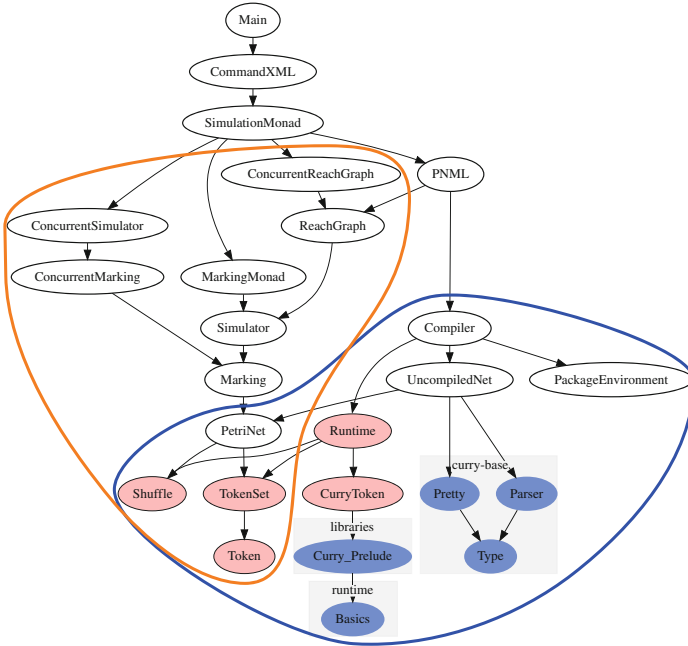 Main
CommandXML
SimulationMonad
ConcurrentReachGraph
PNML
ConcurrentSimulator
ReachGraph
ConcurrentMarking
MarkingMonad
Simulator
Compiler
Marking
UncompiledNet
PackageEnvironment
PetriNet
Runtime
curry-base
Shuffle
TokenSet
CurryToken
Pretty
Parser
libraries
Token
Curry_Prelude
Type
runtime
Basics